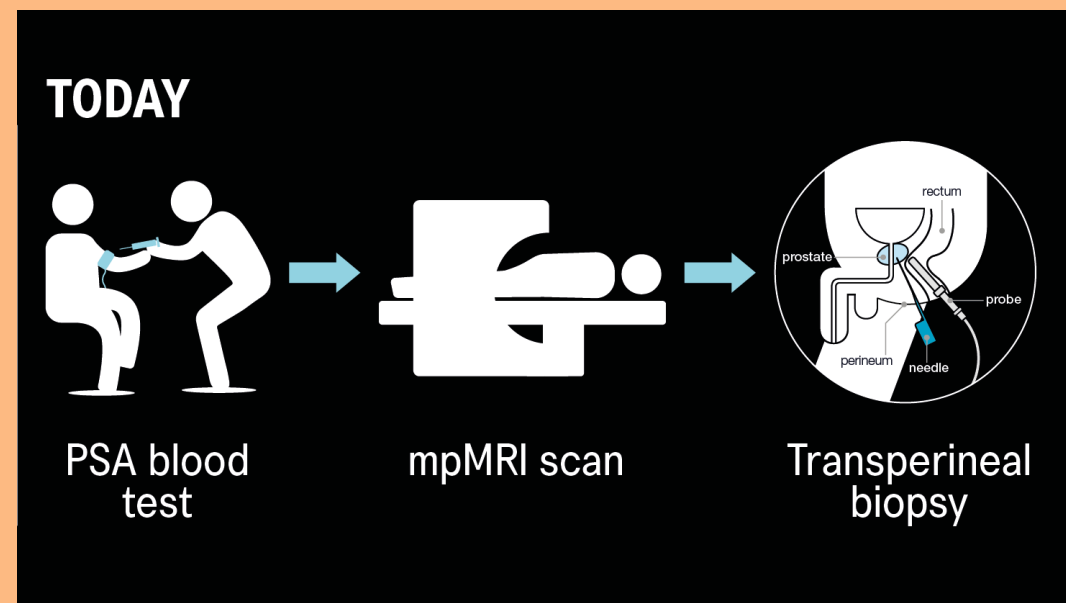 TODAY
rectum
prostate
probe
perineum
needle
PSA blood
test
mpMRI scan
Transperineal
biopsy